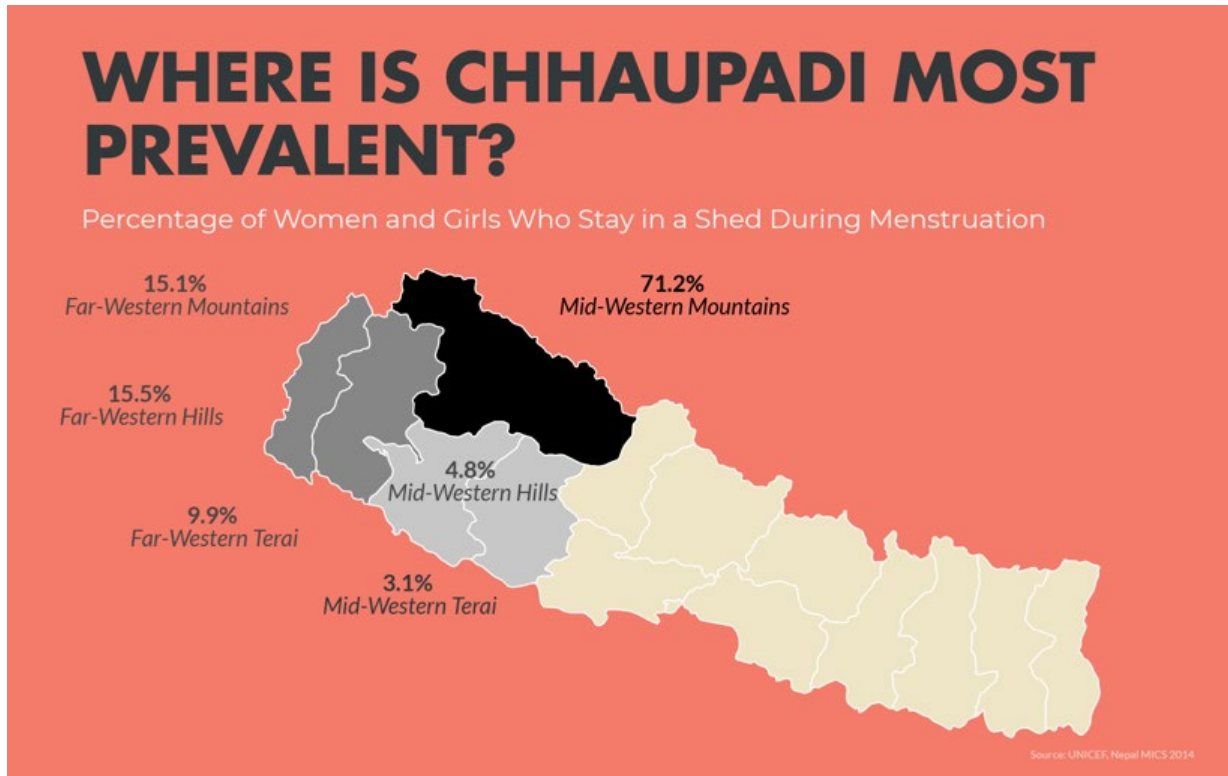 WHERE IS CHHAUPADI MOST
PREVALENT?
Percentage of Women and Girls Who Stay in a Shed During Menstruation
15.1%
Far-Western Mountains
71.2%
Mid-Western Mountains
15.5%
Far-Western Hills
4.8%
Mid-Western Hills
9.9%
Far-Western Terai
3.1%
Mid-Western Terai
Source: UNICEF, Nepal MICS 2014